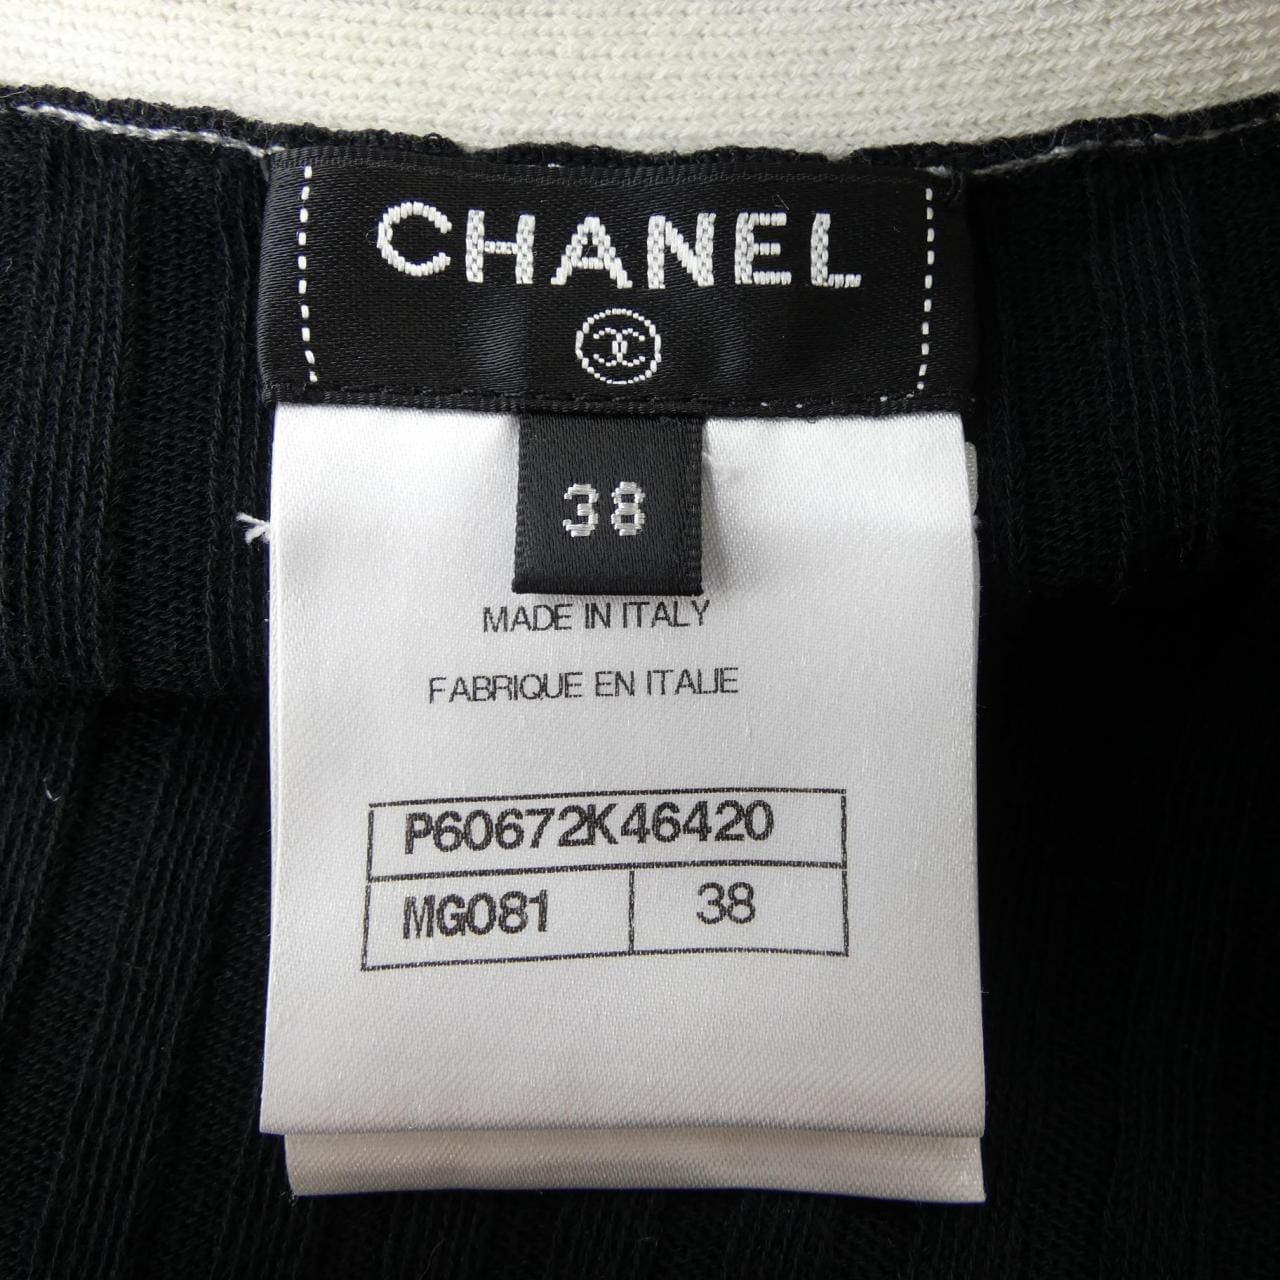 CHANEL
38
MADE IN ITALY
FABRIQUE EN ITALIE
P60672K46420
MG081 38